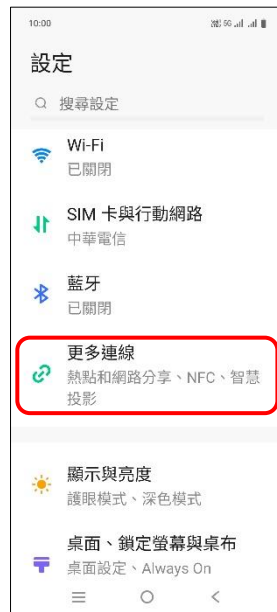 10:00
5G
設定
搜尋設定
Wi-Fi
已關閉
SIM 卡與行動網路
中華電信
藍牙
已關閉
更多連線
熱點和網路分享、NFC、智慧
投影
顯示與亮度
護眼模式、深色模式
桌面、鎖定螢幕與桌布
桌面設定、Always On